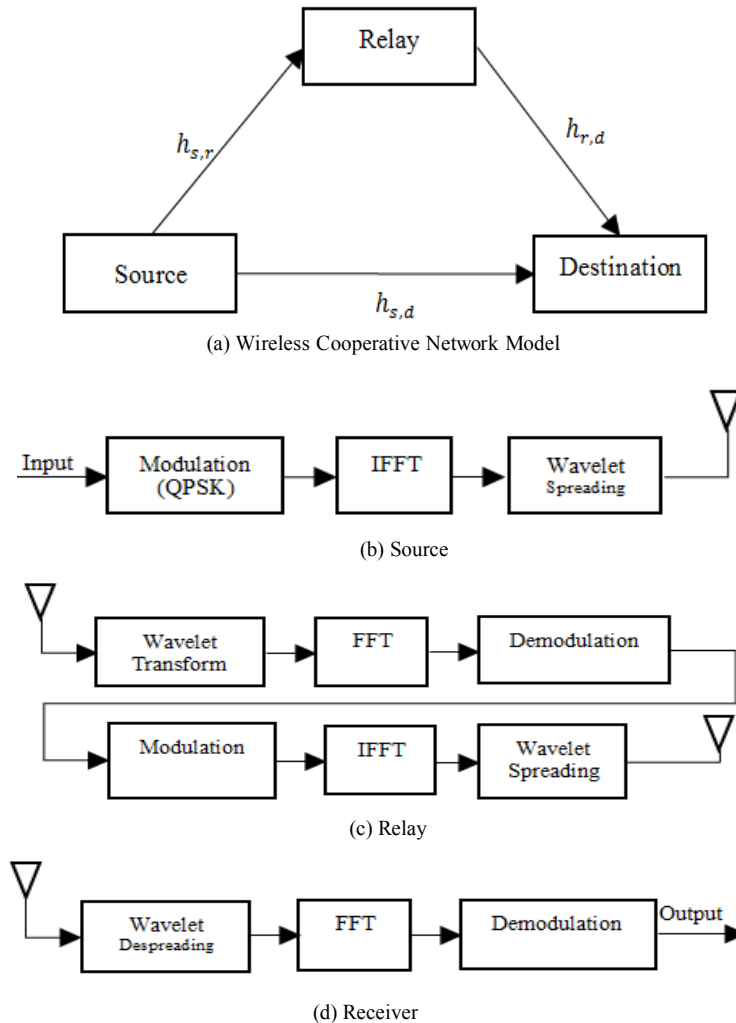 Relay
h_{s,r}
h_{r,d}
Source
Destination
h_{s,d}
(a) Wireless Cooperative Network Model
Input
Modulation
(QPSK)
IFFT
Wavelet
Spreading
(b) Source
Wavelet
Transform
FFT
Demodulation
Modulation
IFFT
Wavelet
Spreading
(c) Relay
Wavelet
Despreading
FFT
Demodulation
Output
(d) Receiver